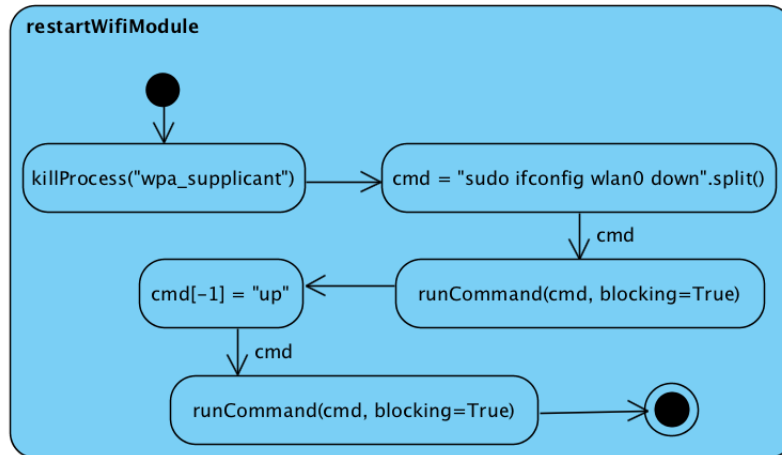 restartWifiModule
killProcess("wpa_supplicant")
cmd = "sudo ifconfig wlan0 down".split()
cmd
runCommand(cmd, blocking=True)
cmd[-1] = "up"
cmd
runCommand(cmd, blocking=True)